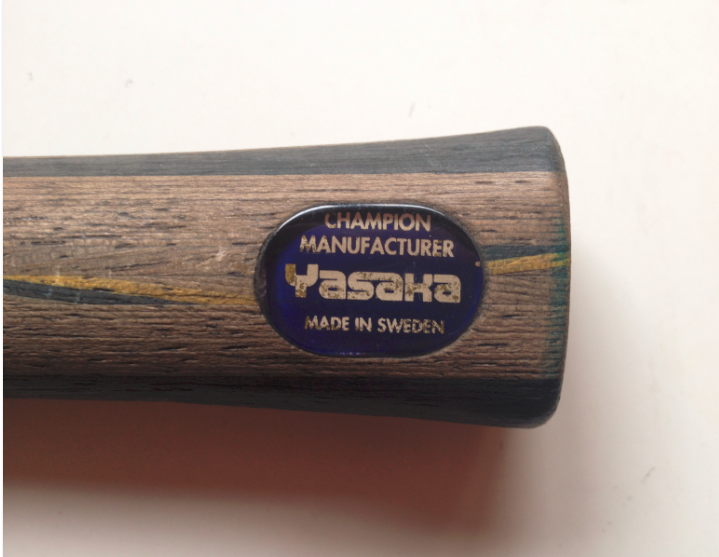 CHAMPION
MANUFACTURER
Yasaka
MADE IN SWEDEN